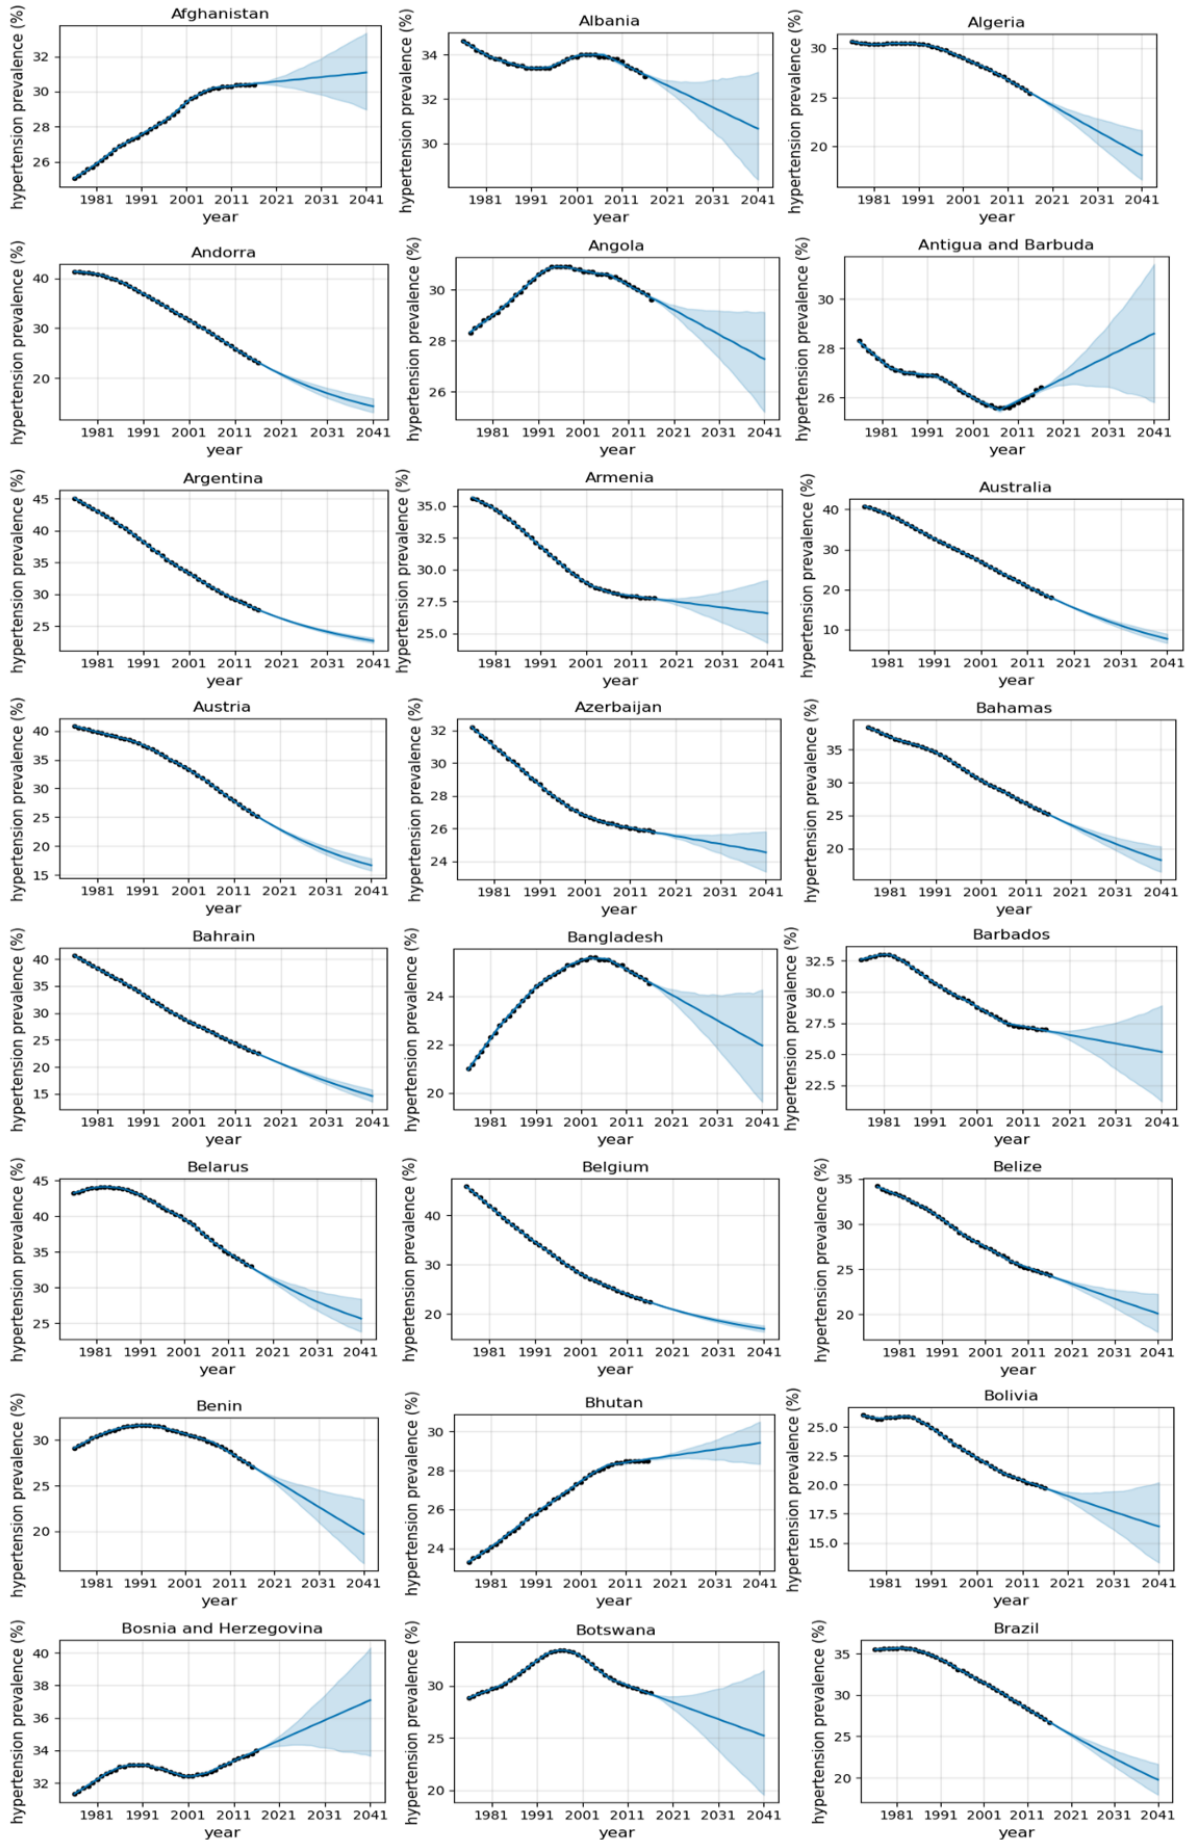 Afghanistan
hypertension prevalence (%)
32
30
28
26
1981 1991 2001 2011 2021 2031 2041
year
Albania
hypertension prevalence (%)
34
32
30
1981 1991 2001 2011 2021 2031 2041
year
Algeria
hypertension prevalence (%)
30
25
20
1981 1991 2001 2011 2021 2031 2041
year
Andorra
hypertension prevalence (%)
40
30
20
1981 1991 2001 2011 2021 2031 2041
year
Angola
hypertension prevalence (%)
30
28
26
1981 1991 2001 2011 2021 2031 2041
year
Antigua and Barbuda
hypertension prevalence (%)
30
28
26
1981 1991 2001 2011 2021 2031 2041
year
Argentina
hypertension prevalence (%)
45
40
35
30
25
1981 1991 2001 2011 2021 2031 2041
year
Armenia
hypertension prevalence (%)
35.0
32.5
30.0
27.5
25.0
1981 1991 2001 2011 2021 2031 2041
year
Australia
hypertension prevalence (%)
40
30
20
10
1981 1991 2001 2011 2021 2031 2041
year
Austria
hypertension prevalence (%)
40
35
30
25
20
15
1981 1991 2001 2011 2021 2031 2041
year
Azerbaijan
hypertension prevalence (%)
32
30
28
26
24
1981 1991 2001 2011 2021 2031 2041
year
Bahamas
hypertension prevalence (%)
35
30
25
20
1981 1991 2001 2011 2021 2031 2041
year
Bahrain
hypertension prevalence (%)
40
35
30
25
20
15
1981 1991 2001 2011 2021 2031 2041
year
Bangladesh
hypertension prevalence (%)
24
22
20
1981 1991 2001 2011 2021 2031 2041
year
Barbados
hypertension prevalence (%)
32.5
30.0
27.5
25.0
22.5
1981 1991 2001 2011 2021 2031 2041
year
Belarus
hypertension prevalence (%)
45
40
35
30
25
1981 1991 2001 2011 2021 2031 2041
year
Belgium
hypertension prevalence (%)
40
30
20
1981 1991 2001 2011 2021 2031 2041
year
Belize
hypertension prevalence (%)
35
30
25
20
1981 1991 2001 2011 2021 2031 2041
year
Benin
hypertension prevalence (%)
30
25
20
1981 1991 2001 2011 2021 2031 2041
year
Bhutan
hypertension prevalence (%)
30
28
26
24
1981 1991 2001 2011 2021 2031 2041
year
Bolivia
hypertension prevalence (%)
25.0
22.5
20.0
17.5
15.0
1981 1991 2001 2011 2021 2031 2041
year
Bosnia and Herzegovina
hypertension prevalence (%)
40
38
36
34
32
1981 1991 2001 2011 2021 2031 2041
year
Botswana
hypertension prevalence (%)
30
25
20
1981 1991 2001 2011 2021 2031 2041
year
Brazil
hypertension prevalence (%)
35
30
25
20
1981 1991 2001 2011 2021 2031 2041
year